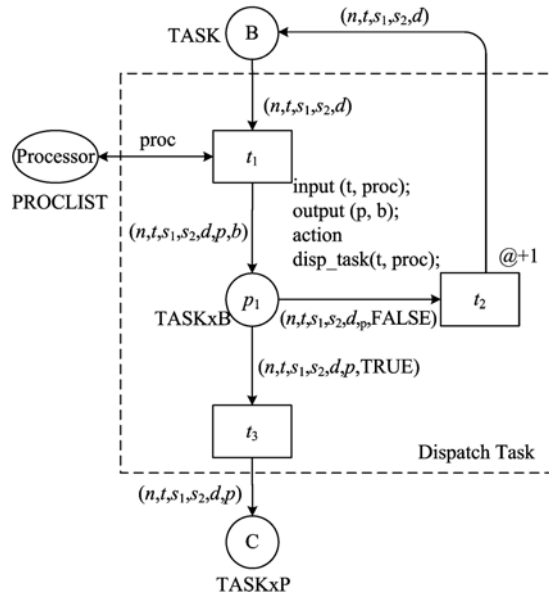 (n,t,s₁,s₂,d)
TASK
B
(n,t,s₁,s₂,d)
proc
Processor
t₁
PROCLIST
input (t, proc);
output (p, b);
action
disp_task(t, proc);
(n,t,s₁,s₂,d,p,b)
@+1
p₁
t₂
TASKxB
(n,t,s₁,s₂,d,p,FALSE)
(n,t,s₁,s₂,d,p,TRUE)
t₃
Dispatch Task
(n,t,s₁,s₂,d,p)
C
TASKxP